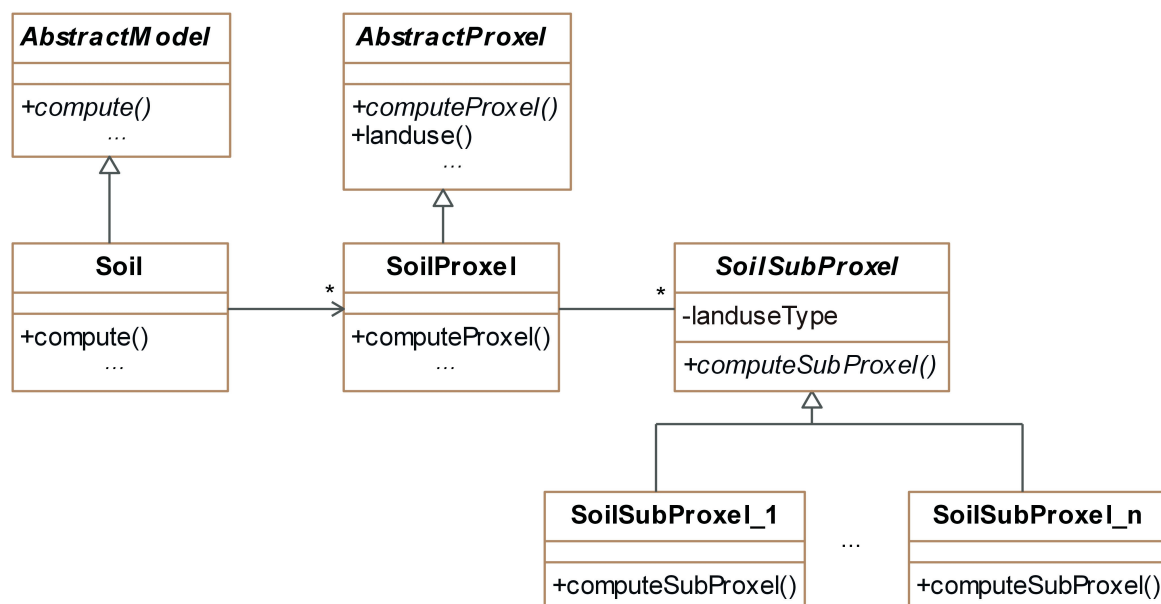 AbstractModel
+compute()
...
AbstractProxel
+computeProxel()
+landuse()
...
Soil
+compute()
...
*
SoilProxel
+computeProxel()
...
*
SoilSubProxel
-landuseType
+computeSubProxel()
SoilSubProxel_1
+computeSubProxel()
...
SoilSubProxel_n
+computeSubProxel()